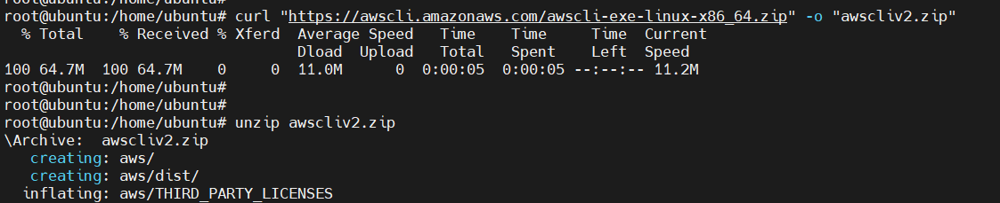 root@ubuntu:/home/ubuntu#
root@ubuntu:/home/ubuntu# curl "https://awscli.amazonaws.com/awscli-exe-linux-x86_64.zip" -o "awscliv2.zip"
  % Total    % Received % Xferd  Average Speed   Time    Time     Time  Current
                                 Dload  Upload   Total   Spent    Left  Speed
100 64.7M  100 64.7M    0     0  11.0M      0  0:00:05  0:00:05 --:--:-- 11.2M
root@ubuntu:/home/ubuntu#
root@ubuntu:/home/ubuntu#
root@ubuntu:/home/ubuntu# unzip awscliv2.zip
\Archive:  awscliv2.zip
   creating: aws/
   creating: aws/dist/
  inflating: aws/THIRD_PARTY_LICENSES